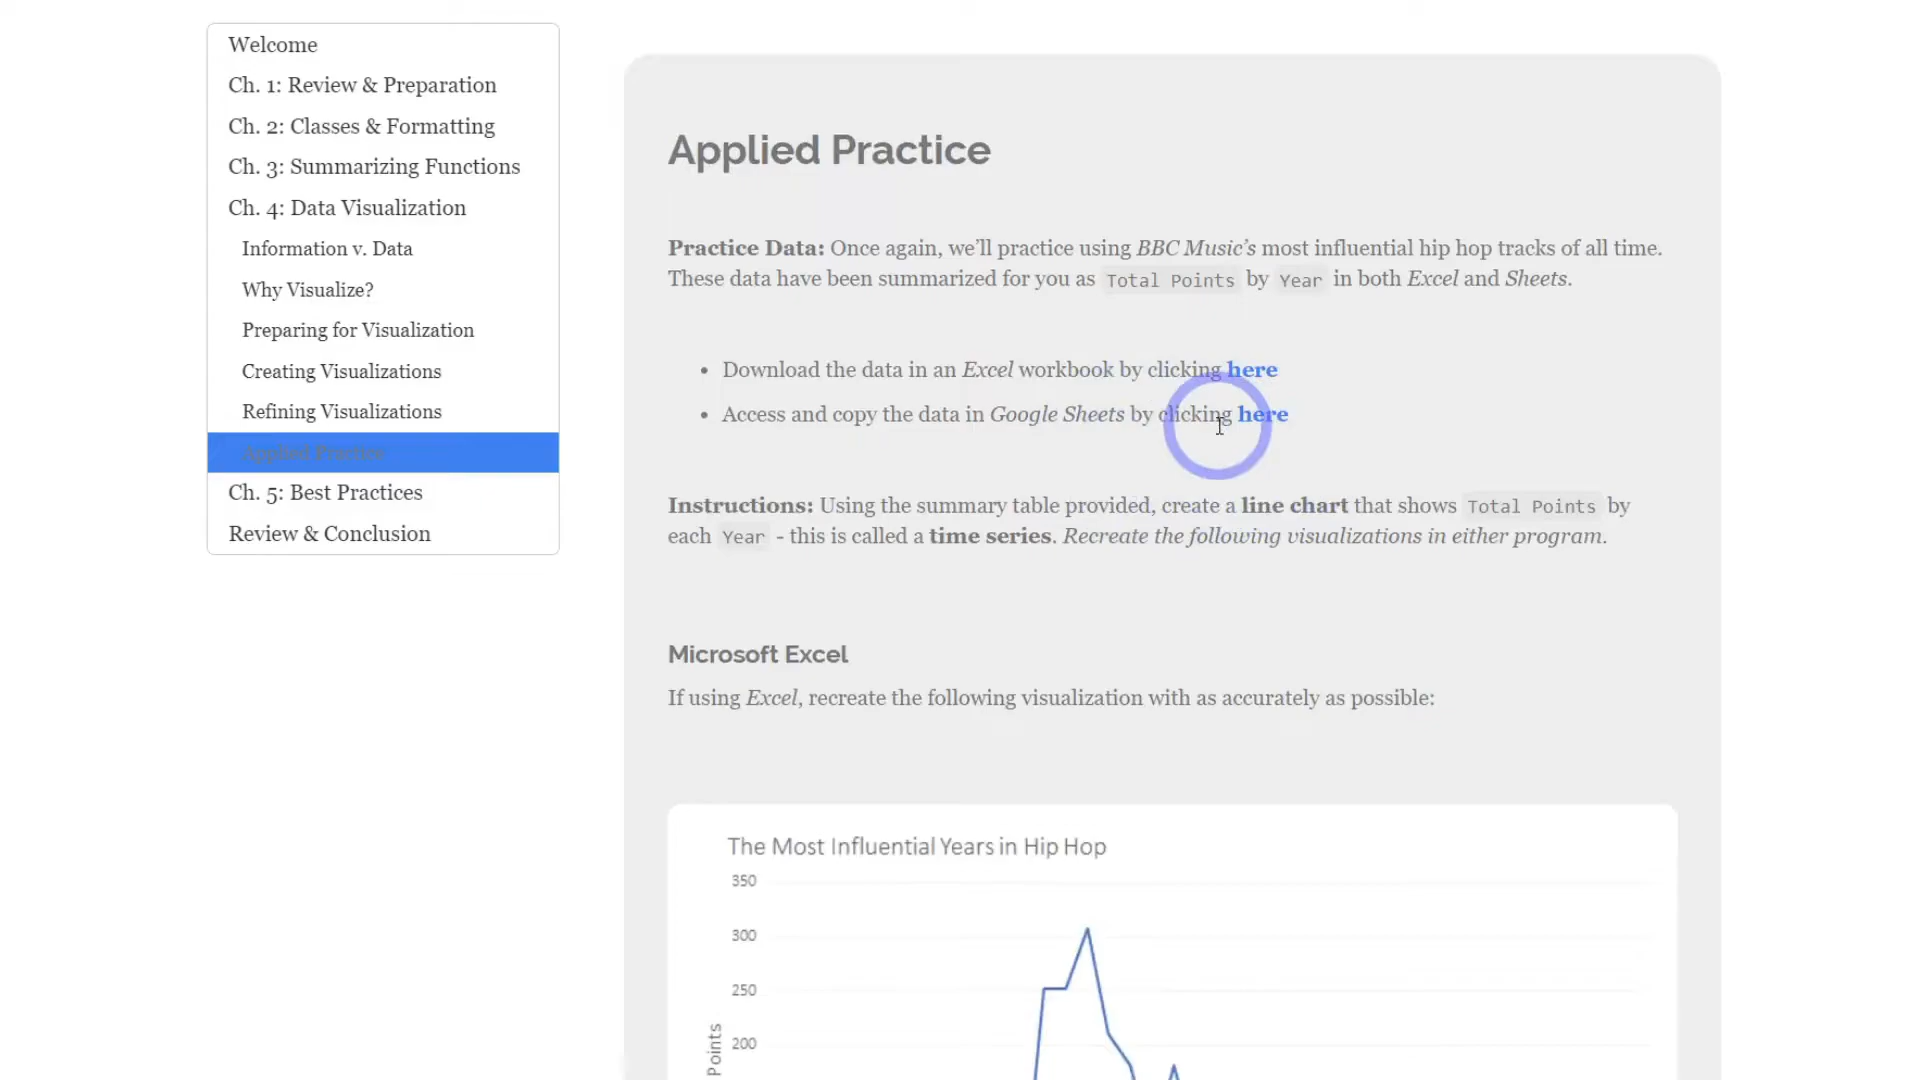 Welcome
Ch. 1: Review & Preparation
Ch. 2: Classes & Formatting
Ch. 3: Summarizing Functions
Ch. 4: Data Visualization
Information v. Data
Why Visualize?
Preparing for Visualization
Creating Visualizations
Refining Visualizations
Applied Practice
Ch. 5: Best Practices
Review & Conclusion
Applied Practice
Practice Data: Once again, we’ll practice using BBC Music’s most influential hip hop tracks of all time.
These data have been summarized for you as Total Points by Year in both Excel and Sheets.
• Download the data in an Excel workbook by clicking here
• Access and copy the data in Google Sheets by clicking here
Instructions: Using the summary table provided, create a line chart that shows Total Points by
each Year - this is called a time series. Recreate the following visualizations in either program.
Microsoft Excel
If using Excel, recreate the following visualization with as accurately as possible:
The Most Influential Years in Hip Hop
350
300
250
200
Points